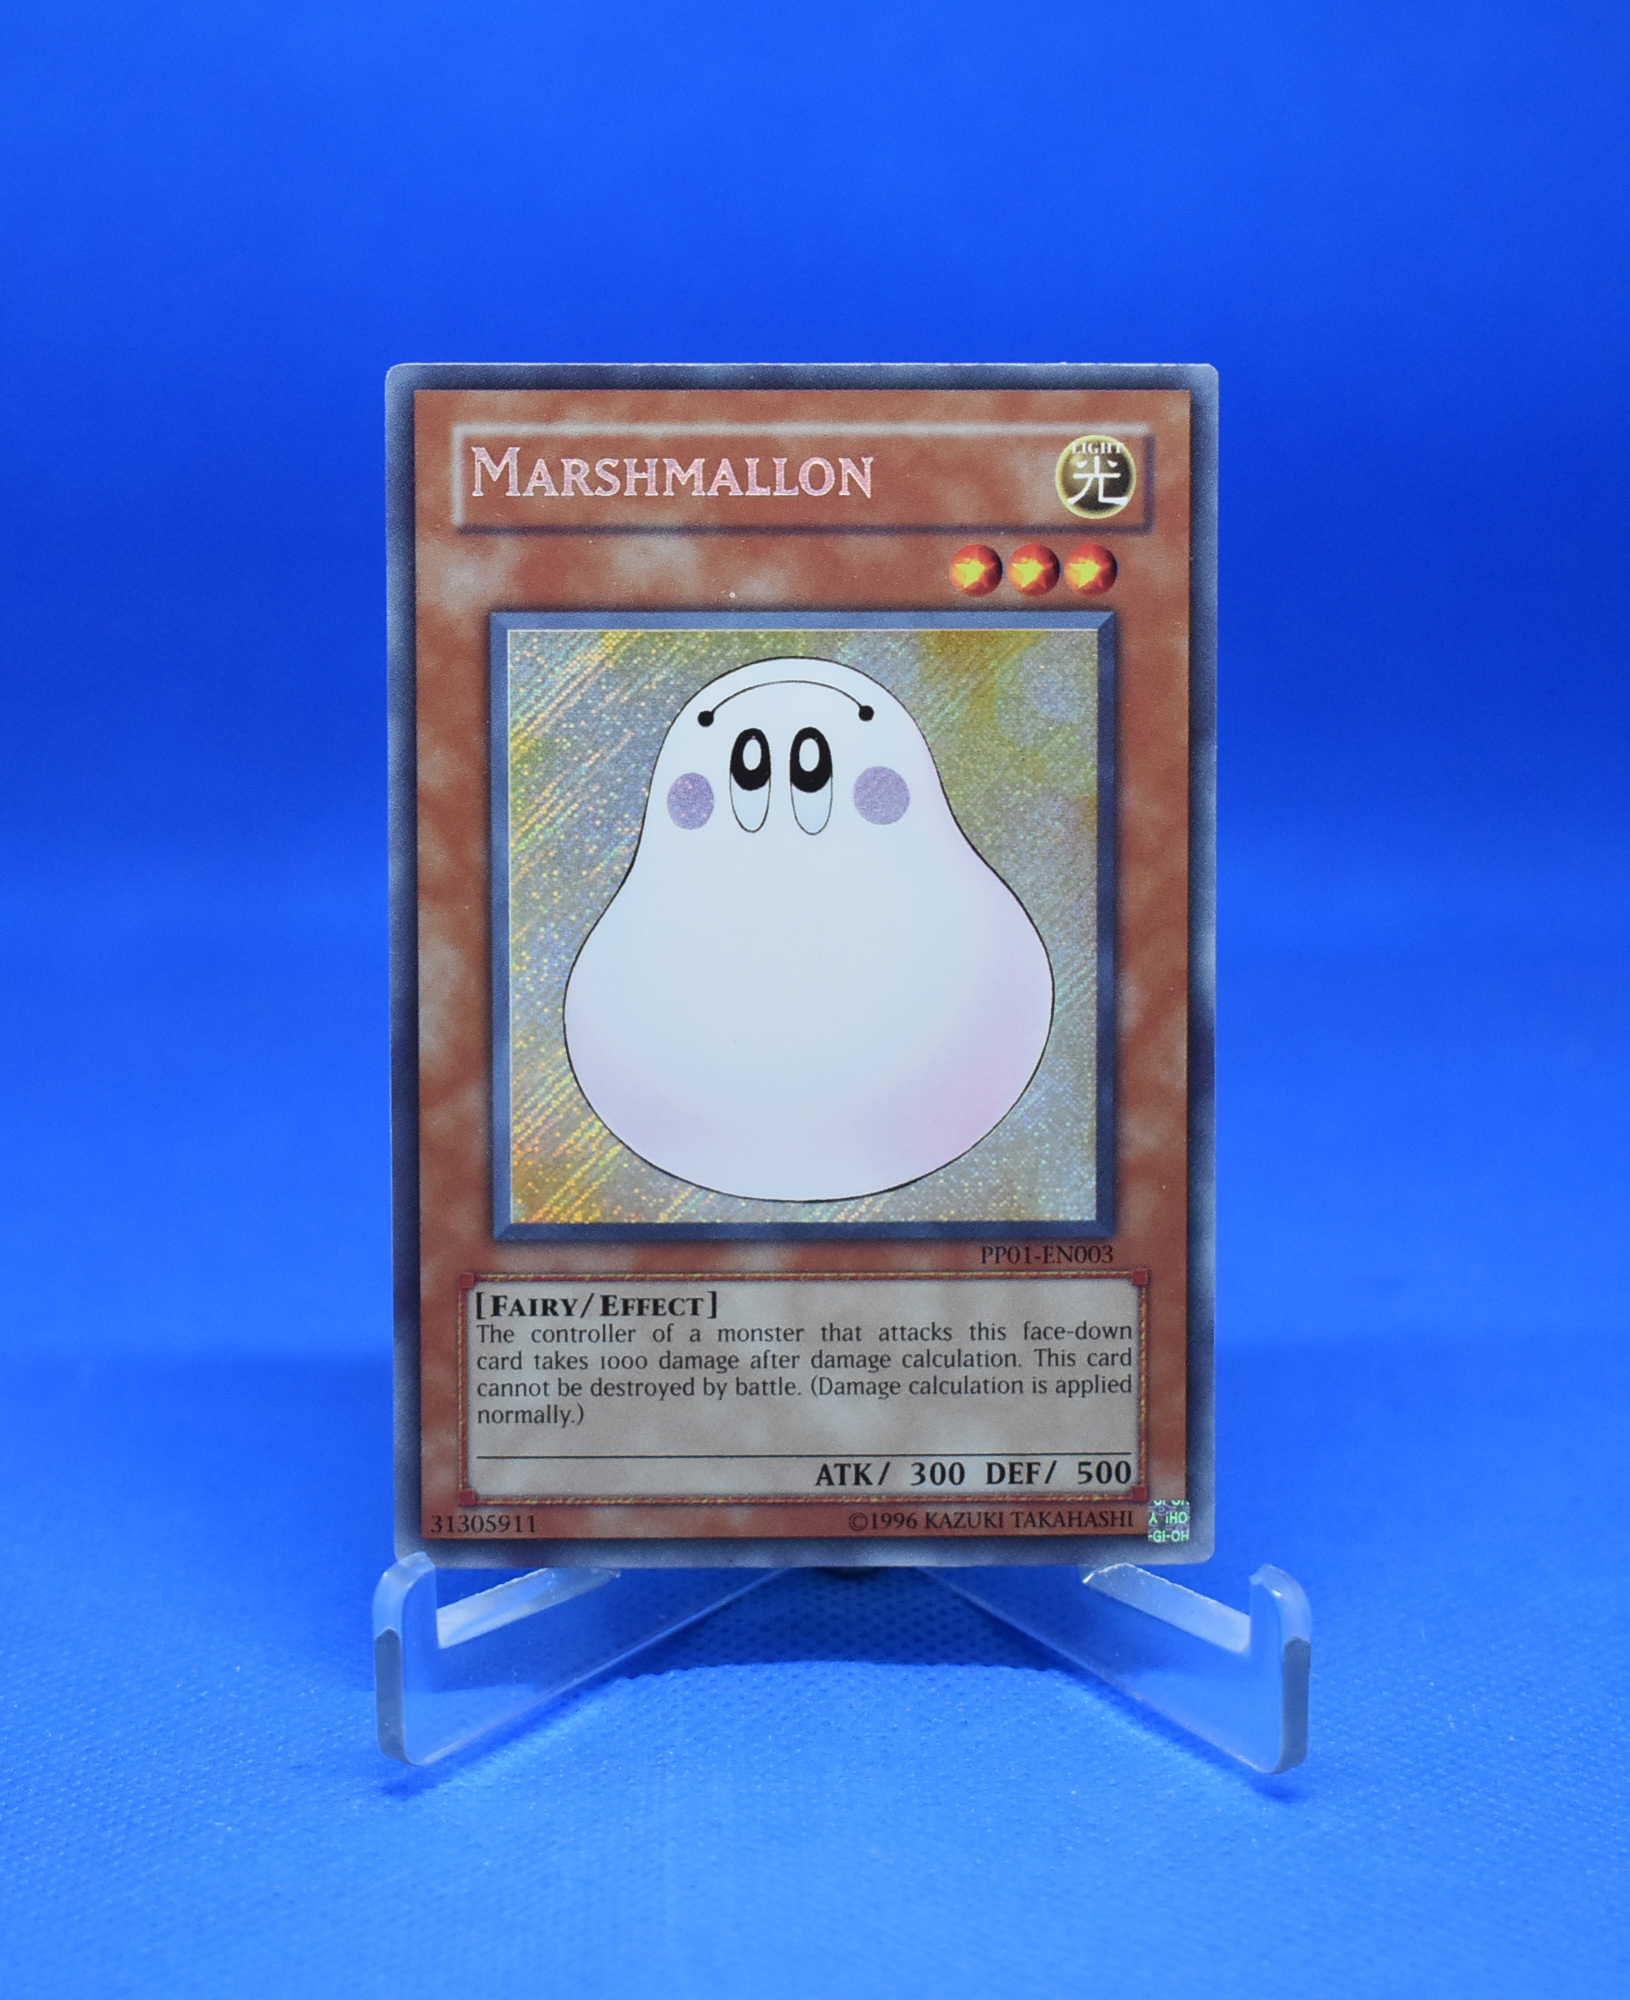 MARSHMALLON
LIGHT
光
PP01-EN003
[FAIRY/EFFECT]
The controller of a monster that attacks this face-down
card takes 1000 damage after damage calculation. This card
cannot be destroyed by battle. (Damage calculation is applied
normally.)
ATK/ 300 DEF/ 500
31305911
©1996 KAZUKI TAKAHASHI
-GI-OH